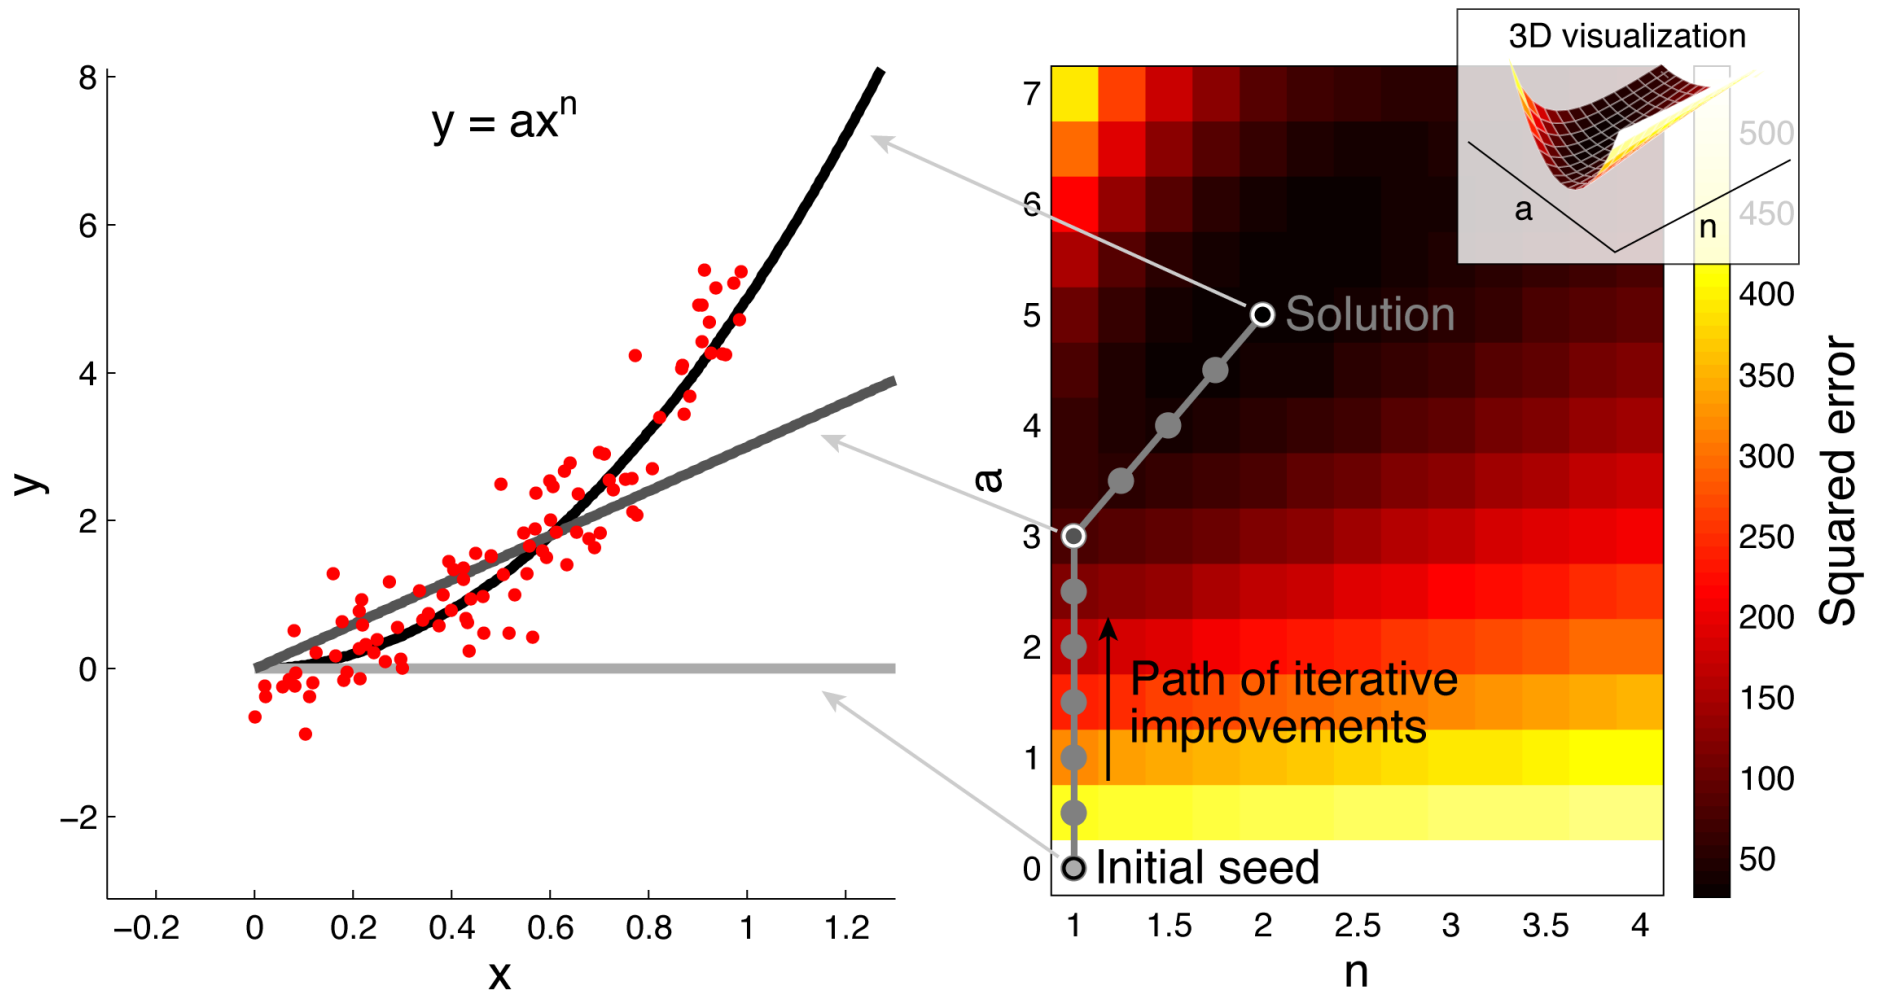 y = axⁿ
8
6
4
2
0
−2
y
−0.2 0 0.2 0.4 0.6 0.8 1 1.2
x
3D visualization
a
n
7
6
5
4
3
2
1
0
a
Solution
Path of iterative
improvements
Initial seed
1 1.5 2 2.5 3 3.5 4
n
500
450
400
350
300
250
200
150
100
50
Squared error